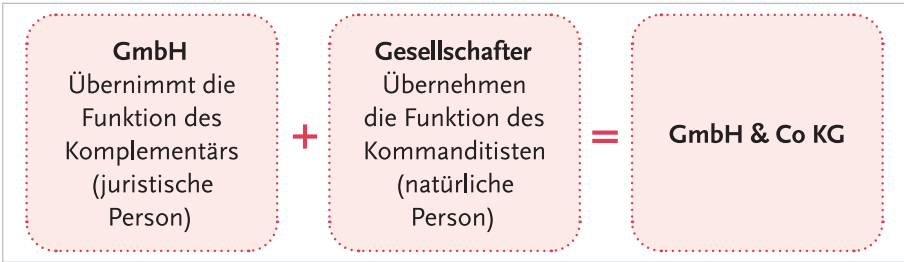 GmbH
Übernimmt die
Funktion des
Komplementärs
(juristische
Person)
+
Gesellschafter
Übernehmen
die Funktion des
Kommanditisten
(natürliche
Person)
=
GmbH & Co KG